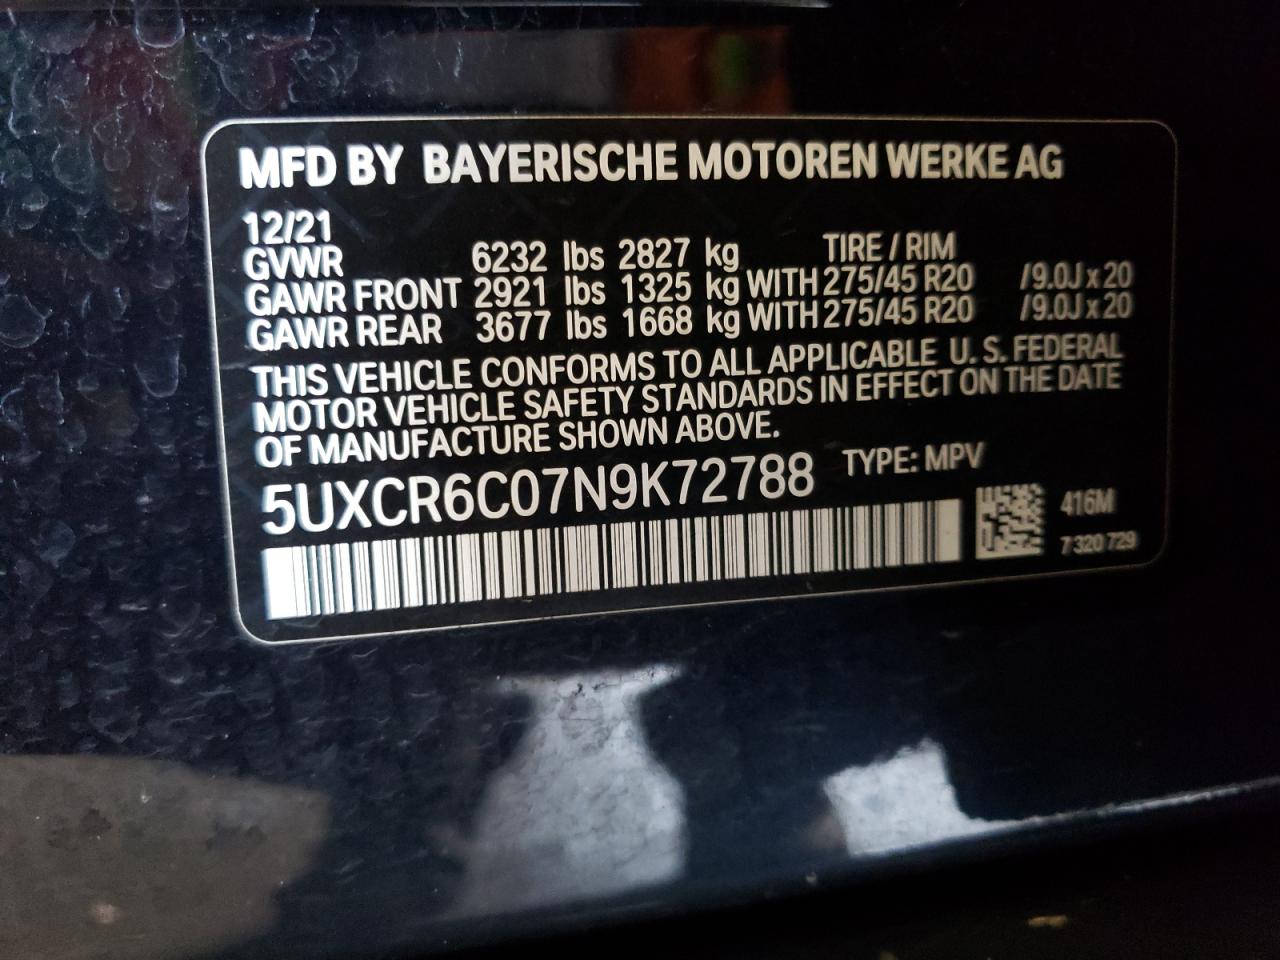 MFD BY BAYERISCHE MOTOREN WERKE AG
12/21
GVWR 6232 lbs 2827 kg TIRE / RIM
GAWR FRONT 2921 lbs 1325 kg WITH 275/45 R20 /9.0J x 20
GAWR REAR 3677 lbs 1668 kg WITH 275/45 R20 /9.0J x 20
THIS VEHICLE CONFORMS TO ALL APPLICABLE U.S. FEDERAL
MOTOR VEHICLE SAFETY STANDARDS IN EFFECT ON THE DATE
OF MANUFACTURE SHOWN ABOVE.
5UXCR6C07N9K72788 TYPE: MPV
416M
7 320 729